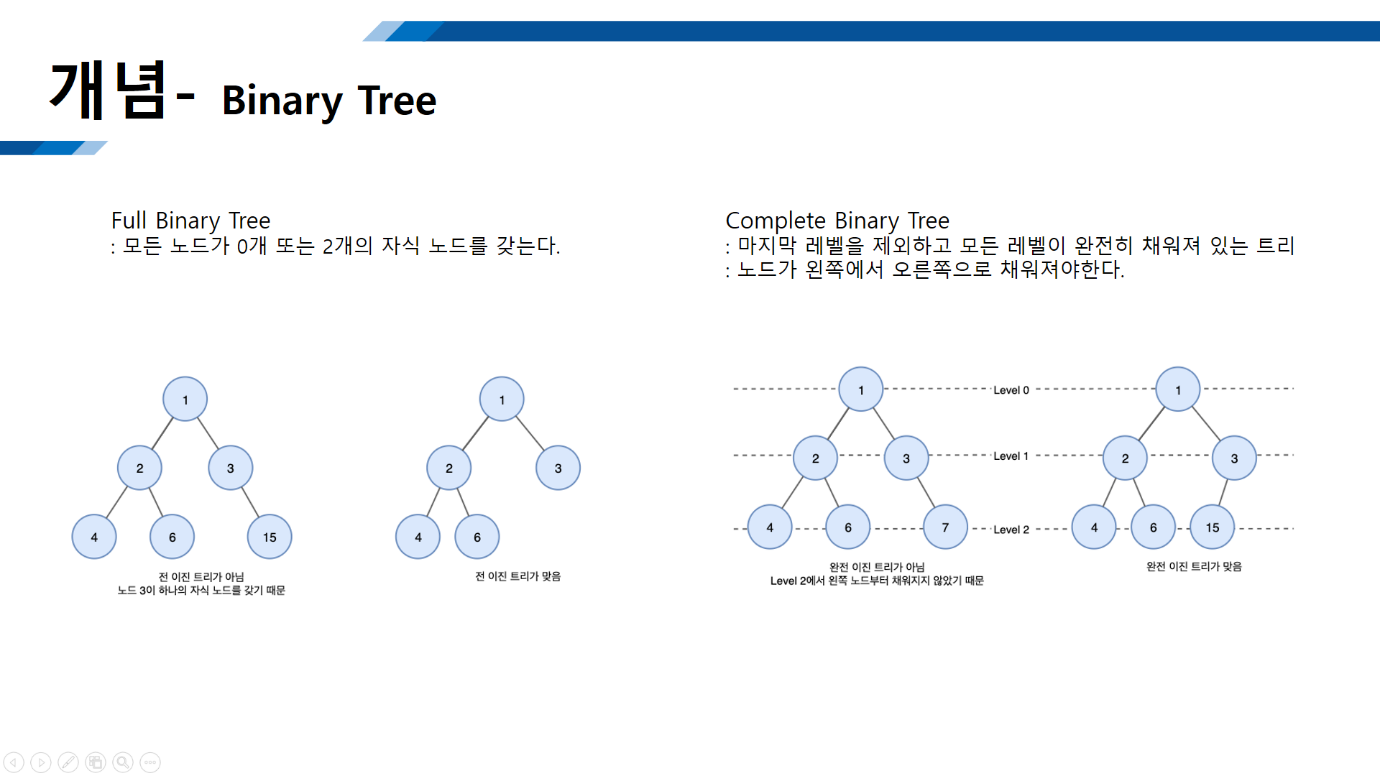 개념- Binary Tree
Full Binary Tree
: 모든 노드가 0개 또는 2개의 자식 노드를 갖는다.
1
2
3
4
6
15
전 이진 트리가 아님
노드 3이 하나의 자식 노드를 갖기 때문
1
2
3
4
6
전 이진 트리가 맞음
Complete Binary Tree
: 마지막 레벨을 제외하고 모든 레벨이 완전히 채워져 있는 트리
: 노드가 왼쪽에서 오른쪽으로 채워져야한다.
1
Level 0
1
2
3
Level 1
2
3
4
6
7
Level 2
4
6
15
완전 이진 트리가 아님
Level 2에서 왼쪽 노드부터 채워지지 않았기 때문
완전 이진 트리가 맞음